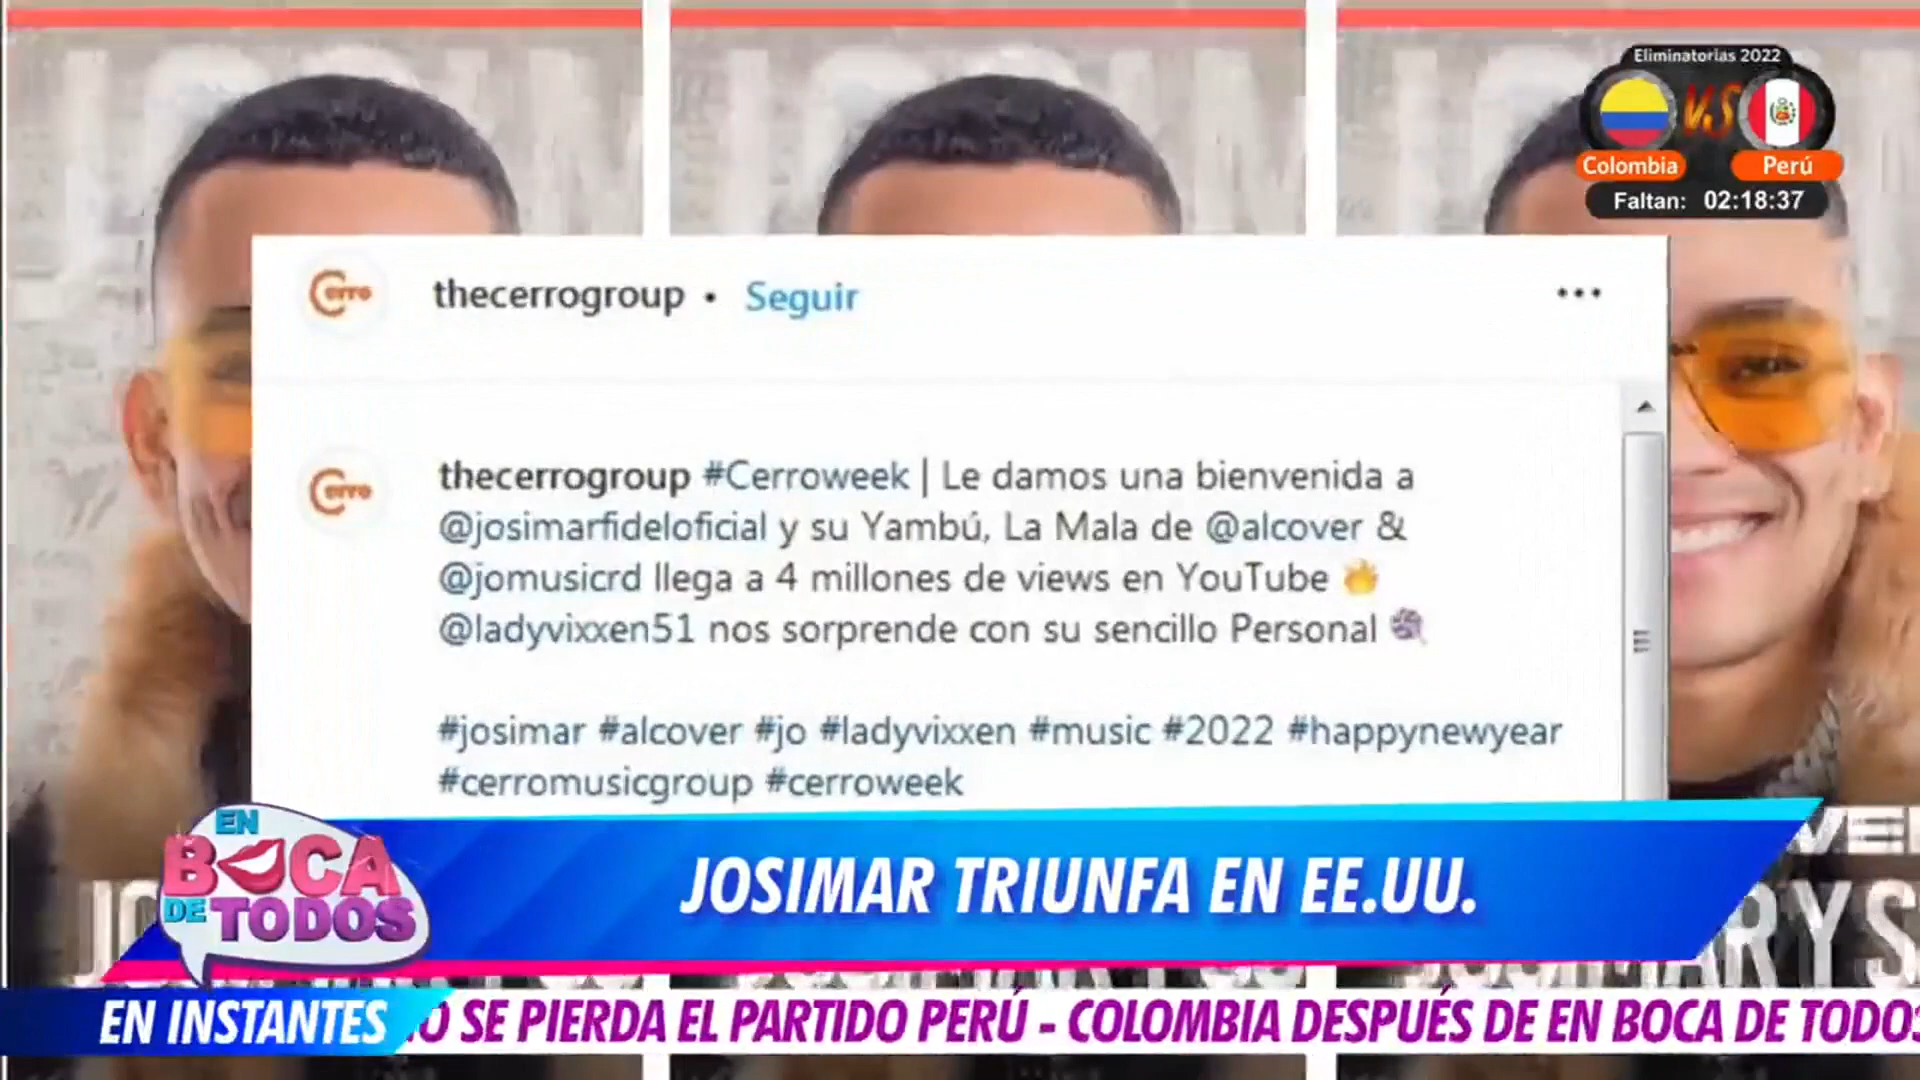 Eliminatorias 2022
VS
Colombia
Perú
Faltan: 02:18:37
thecerrogroup • Seguir
Cerro
Cerro
thecerrogroup #Cerroweek | Le damos una bienvenida a
@josimarfideloficial y su Yambú, La Mala de @alcover &
@jomusicrd llega a 4 millones de views en YouTube
@ladyvixxen51 nos sorprende con su sencillo Personal
#josimar #alcover #jo #ladyvixxen #music #2022 #happynewyear
#cerromusicgroup #cerroweek
EN
BOCA
DE TODOS
JOSIMAR TRIUNFA EN EE.UU.
EN INSTANTES
SE PIERDA EL PARTIDO PERÚ - COLOMBIA DESPUÉS DE EN BOCA DE TODOS